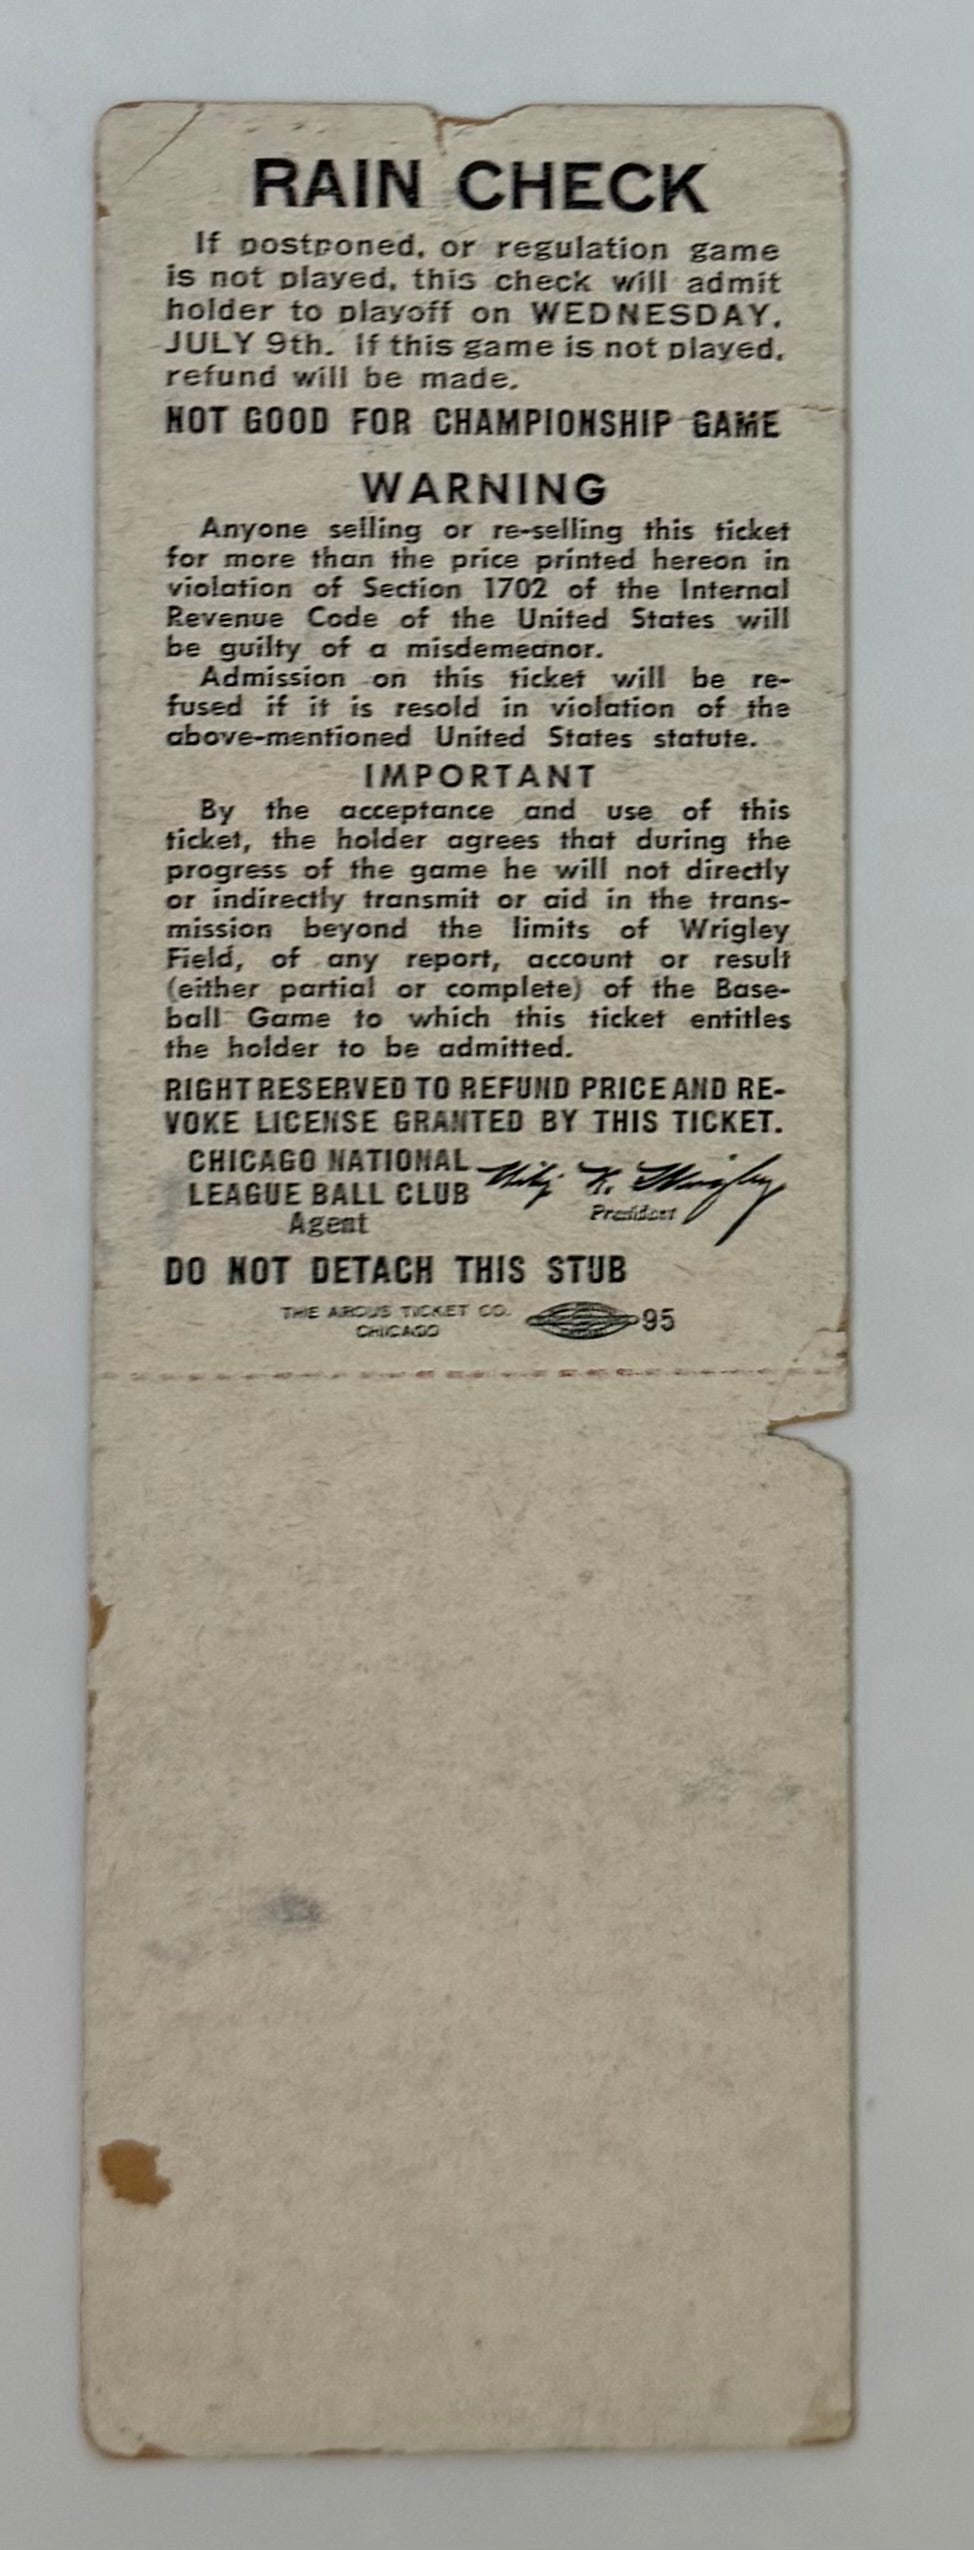 RAIN CHECK
If postponed, or regulation game
is not played, this check will admit
holder to playoff on WEDNESDAY,
JULY 9th. If this game is not played,
refund will be made.
NOT GOOD FOR CHAMPIONSHIP GAME
WARNING
Anyone selling or re-selling this ticket
for more than the price printed hereon in
violation of Section 1702 of the Internal
Revenue Code of the United States will
be guilty of a misdemeanor.
Admission on this ticket will be re-
fused if it is resold in violation of the
above-mentioned United States statute.
IMPORTANT
By the acceptance and use of this
ticket, the holder agrees that during the
progress of the game he will not directly
or indirectly transmit or aid in the trans-
mission beyond the limits of Wrigley
Field, of any report, account or result
(either partial or complete) of the Base-
ball Game to which this ticket entitles
the holder to be admitted.
RIGHT RESERVED TO REFUND PRICE AND RE-
VOKE LICENSE GRANTED BY THIS TICKET.
CHICAGO NATIONAL
LEAGUE BALL CLUB
Agent
Philip K. Wrigley
President
DO NOT DETACH THIS STUB
THE ARCUS TICKET CO.
CHICAGO
95